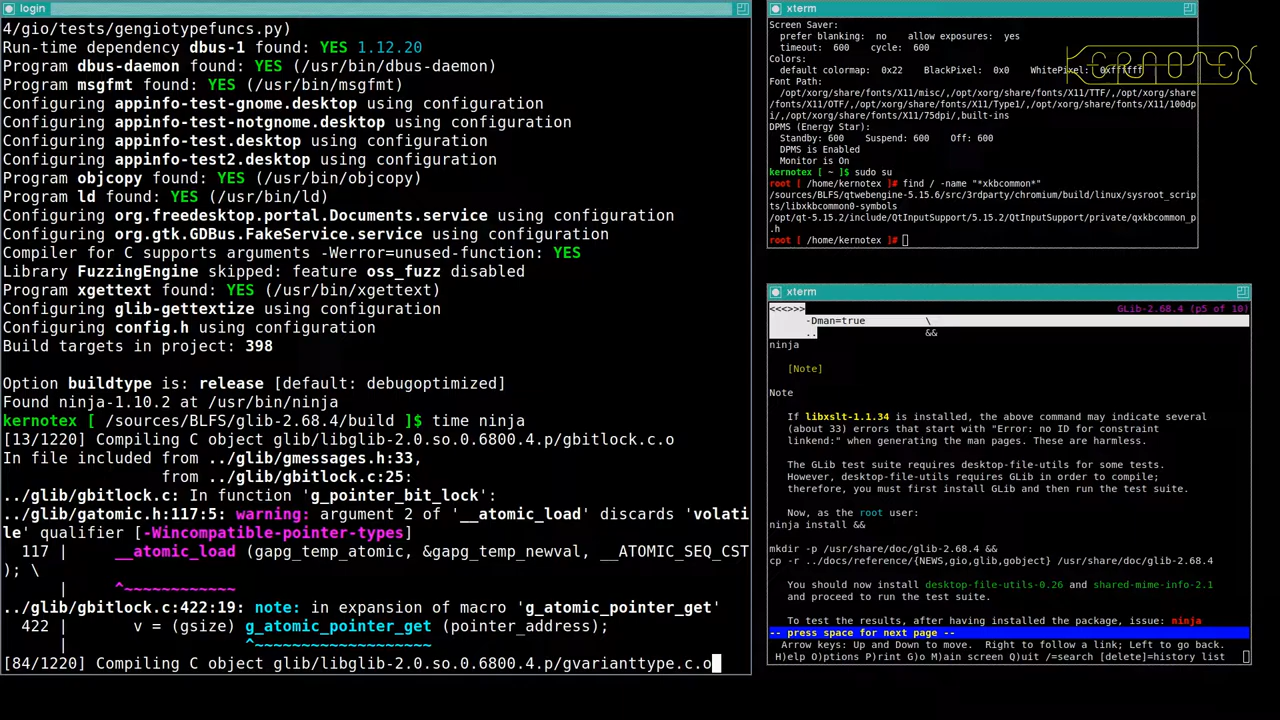 login
4/gio/tests/gengiotypefuncs.py)
Run-time dependency dbus-1 found: YES 1.12.20
Program dbus-daemon found: YES (/usr/bin/dbus-daemon)
Program msgfmt found: YES (/usr/bin/msgfmt)
Configuring appinfo-test-gnome.desktop using configuration
Configuring appinfo-test-notgnome.desktop using configuration
Configuring appinfo-test.desktop using configuration
Configuring appinfo-test2.desktop using configuration
Program objcopy found: YES (/usr/bin/objcopy)
Program ld found: YES (/usr/bin/ld)
Configuring org.freedesktop.portal.Documents.service using configuration
Configuring org.gtk.GDBus.FakeService.service using configuration
Compiler for C supports arguments -Werror=unused-function: YES
Library FuzzingEngine skipped: feature oss_fuzz disabled
Program xgettext found: YES (/usr/bin/xgettext)
Configuring glib-gettextize using configuration
Configuring config.h using configuration
Build targets in project: 398
Option buildtype is: release [default: debugoptimized]
Found ninja-1.10.2 at /usr/bin/ninja
kernotex [ /sources/BLFS/glib-2.68.4/build ]$ time ninja
[13/1220] Compiling C object glib/libglib-2.0.so.0.6800.4.p/gbitlock.c.o
In file included from ../glib/gmessages.h:33,
from ../glib/gbitlock.c:25:
../glib/gbitlock.c: In function 'g_pointer_bit_lock':
../glib/gatomic.h:117:5: warning: argument 2 of '__atomic_load' discards 'volati
le' qualifier [-Wincompatible-pointer-types]
117 | __atomic_load (gapg_temp_atomic, &gapg_temp_newval, __ATOMIC_SEQ_CST
); \
| ^~~~~~~~~~~~~
../glib/gbitlock.c:422:19: note: in expansion of macro 'g_atomic_pointer_get'
422 | v = (gsize) g_atomic_pointer_get (pointer_address);
| ^~~~~~~~~~~~~~~~~~~~
[84/1220] Compiling C object glib/libglib-2.0.so.0.6800.4.p/gvarianttype.c.o
xterm
Screen Saver:
prefer blanking: no allow exposures: yes
timeout: 600 cycle: 600
Colors:
default colormap: 0x22 BlackPixel: 0x0 WhitePixel: 0xffffff
KERNOTEX
Font Path:
/opt/xorg/share/fonts/X11/misc/,/opt/xorg/share/fonts/X11/TTF/,/opt/xorg/share
/fonts/X11/OTF/,/opt/xorg/share/fonts/X11/Type1/,/opt/xorg/share/fonts/X11/100dp
i/,/opt/xorg/share/fonts/X11/75dpi/,built-ins
DPMS (Energy Star):
Standby: 600 Suspend: 600 Off: 600
DPMS is Enabled
Monitor is On
kernotex [ ~ ]$ sudo su
root [ /home/kernotex ]# find / -name "*xkbcommon*"
/sources/BLFS/qtwebengine-5.15.6/src/3rdparty/chromium/build/linux/sysroot_scrip
ts/libxkbcommon0-symbols
/opt/qt-5.15.2/include/QtInputSupport/5.15.2/QtInputSupport/private/qxkbcommon_p
.h
root [ /home/kernotex ]#
xterm
<<<>>> GLib-2.68.4 (p5 of 10)
-Dman=true \
.. &&
ninja
[Note]
Note
If libxslt-1.1.34 is installed, the above command may indicate several
(about 33) errors that start with "Error: no ID for constraint
linkend:" when generating the man pages. These are harmless.
The GLib test suite requires desktop-file-utils for some tests.
However, desktop-file-utils requires GLib in order to compile;
therefore, you must first install GLib and then run the test suite.
Now, as the root user:
ninja install &&
mkdir -p /usr/share/doc/glib-2.68.4 &&
cp -r ../docs/reference/{NEWS,gio,glib,gobject} /usr/share/doc/glib-2.68.4
You should now install desktop-file-utils-0.26 and shared-mime-info-2.1
and proceed to run the test suite.
To test the results, after having installed the package, issue: ninja
-- press space for next page --
Arrow keys: Up and Down to move. Right to follow a link; Left to go back.
H)elp O)ptions P)rint G)o M)ain screen Q)uit /=search [delete]=history list